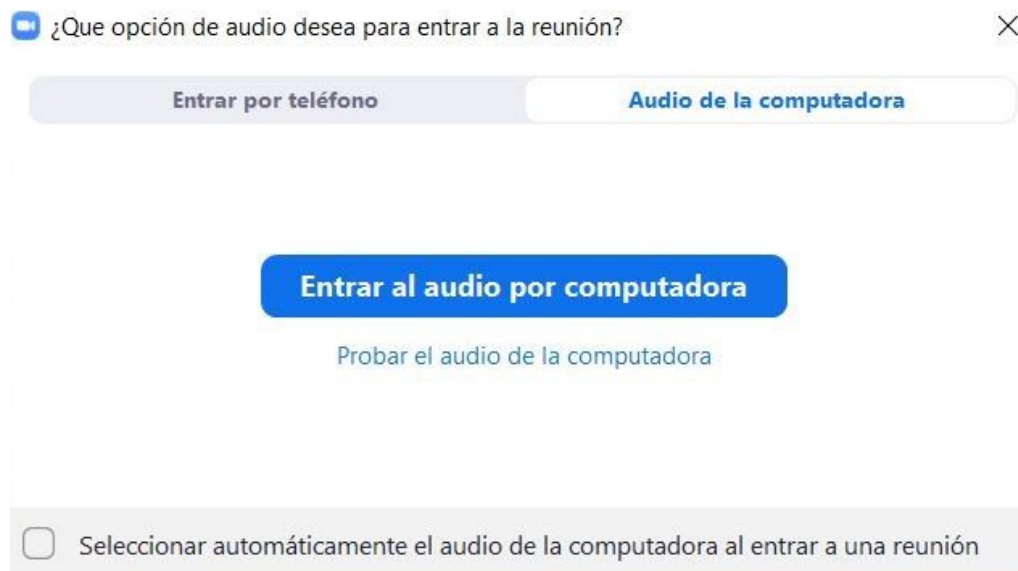 ¿Que opción de audio desea para entrar a la reunión?
Entrar por teléfono
Audio de la computadora
Entrar al audio por computadora
Probar el audio de la computadora
Seleccionar automáticamente el audio de la computadora al entrar a una reunión